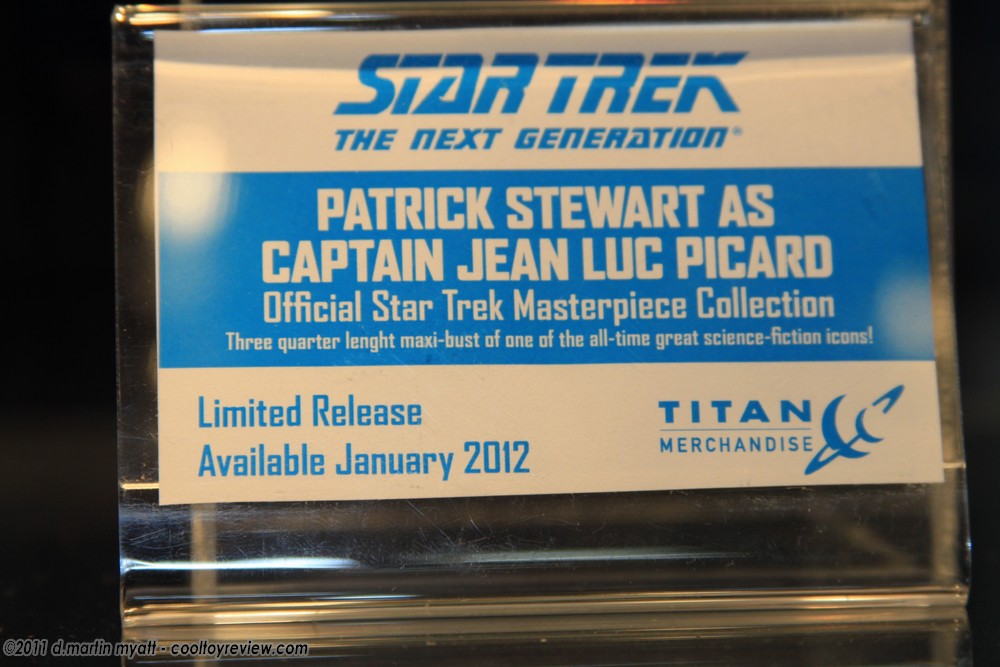 STAR TREK
THE NEXT GENERATION®
PATRICK STEWART AS
CAPTAIN JEAN LUC PICARD
Official Star Trek Masterpiece Collection
Three quarter lenght maxi-bust of one of the all-time great science-fiction icons!
Limited Release
Available January 2012
TITAN
MERCHANDISE
©2011 d.martin myatt - cooltoyreview.com